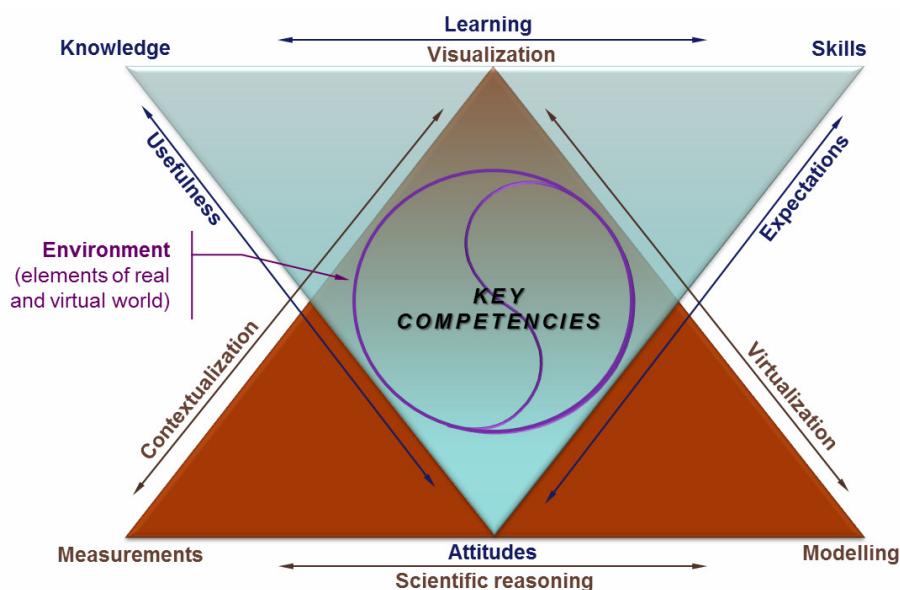 Learning
Knowledge
Visualization
Skills
Usefulness
Expectations
Environment
(elements of real
and virtual world)
KEY
COMPETENCIES
Contextualization
Virtualization
Measurements
Attitudes
Modelling
Scientific reasoning